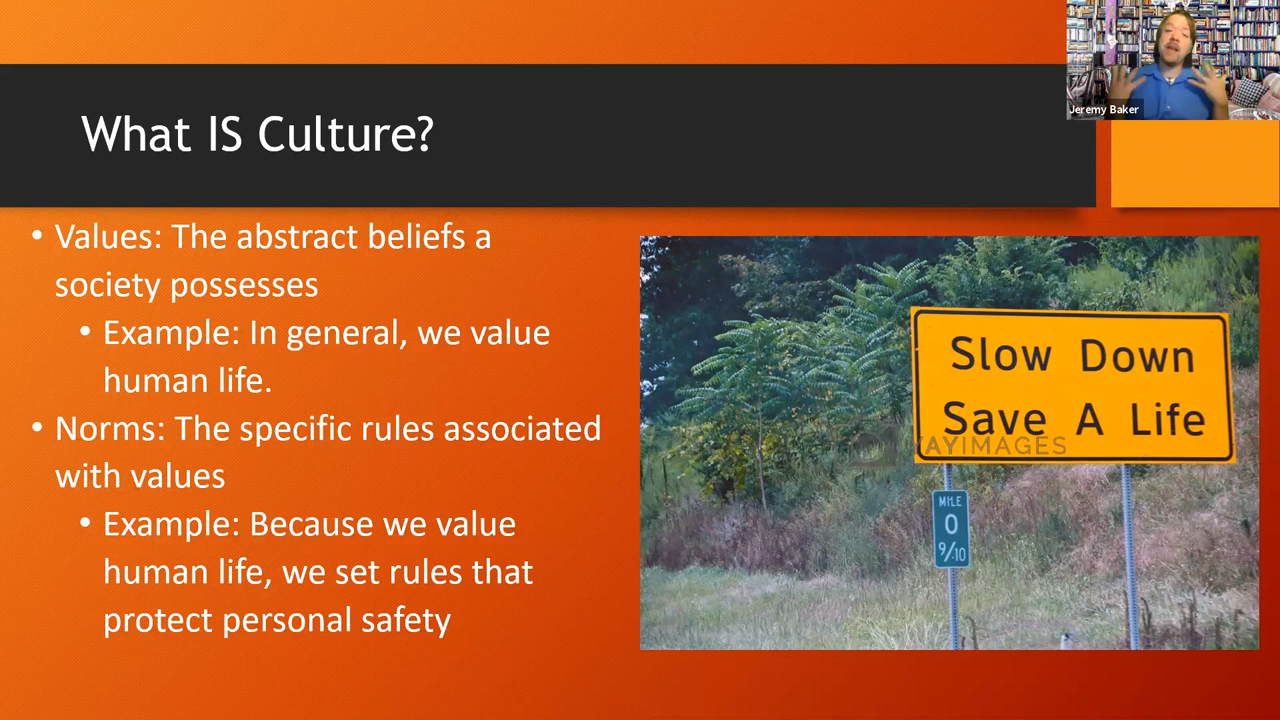 Jeremy Baker
What IS Culture?
• Values: The abstract beliefs a
society possesses
• Example: In general, we value
human life.
• Norms: The specific rules associated
with values
• Example: Because we value
human life, we set rules that
protect personal safety
Slow Down
Save A Life
YAYIMAGES
MILE
0
9/10